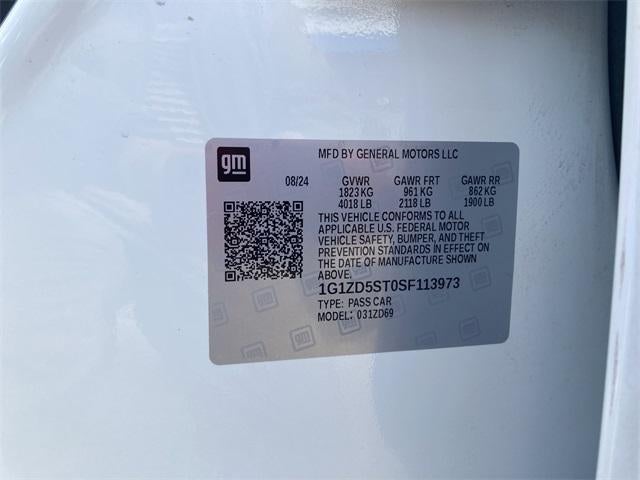 gm
MFD BY GENERAL MOTORS LLC
08/24 GVWR GAWR FRT GAWR RR
1823 KG 961 KG 862 KG
4018 LB 2118 LB 1900 LB
THIS VEHICLE CONFORMS TO ALL
APPLICABLE U.S. FEDERAL MOTOR
VEHICLE SAFETY, BUMPER, AND THEFT
PREVENTION STANDARDS IN EFFECT ON
THE DATE OF MANUFACTURE SHOWN
ABOVE.
1G1ZD5ST0SF113973
TYPE: PASS CAR
MODEL: 031ZD69